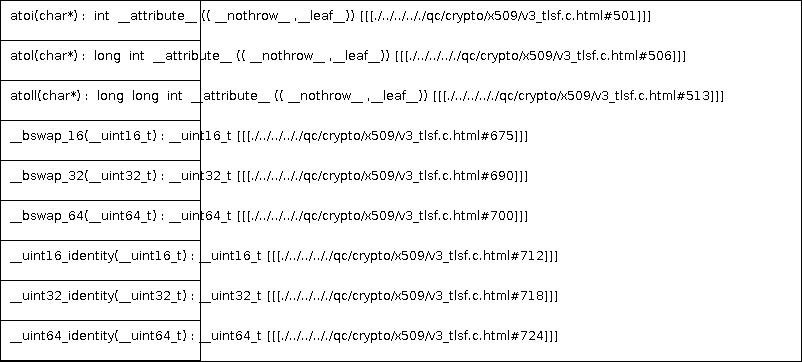 atoi(char*) : int __attribute__ (( __nothrow__ ,__leaf__)) [[[./../../../../qc/crypto/x509/v3_tlsf.c.html#501]]]
atol(char*) : long int __attribute__ (( __nothrow__ ,__leaf__)) [[[./../../../../qc/crypto/x509/v3_tlsf.c.html#506]]]
atoll(char*) : long long int __attribute__ (( __nothrow__ ,__leaf__)) [[[./../../../../qc/crypto/x509/v3_tlsf.c.html#513]]]
__bswap_16(__uint16_t) : __uint16_t [[[./../../../../qc/crypto/x509/v3_tlsf.c.html#675]]]
__bswap_32(__uint32_t) : __uint32_t [[[./../../../../qc/crypto/x509/v3_tlsf.c.html#690]]]
__bswap_64(__uint64_t) : __uint64_t [[[./../../../../qc/crypto/x509/v3_tlsf.c.html#700]]]
__uint16_identity(__uint16_t) : __uint16_t [[[./../../../../qc/crypto/x509/v3_tlsf.c.html#712]]]
__uint32_identity(__uint32_t) : __uint32_t [[[./../../../../qc/crypto/x509/v3_tlsf.c.html#718]]]
__uint64_identity(__uint64_t) : __uint64_t [[[./../../../../qc/crypto/x509/v3_tlsf.c.html#724]]]